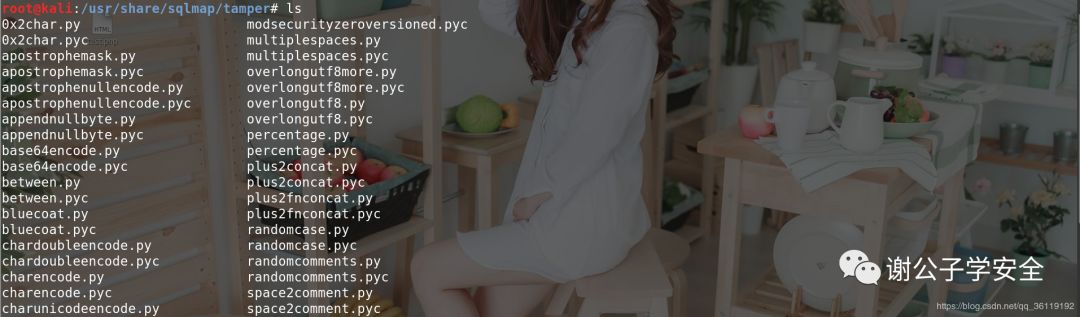 root@kali:/usr/share/sqlmap/tamper# ls
0x2char.py modsecurityzeroversioned.pyc
0x2char.pyc multiplespaces.py
apostrophemask.py multiplespaces.pyc
apostrophemask.pyc overlongutf8more.py
apostrophenullencode.py overlongutf8more.pyc
apostrophenullencode.pyc overlongutf8.py
appendnullbyte.py overlongutf8.pyc
appendnullbyte.pyc percentage.py
base64encode.py percentage.pyc
base64encode.pyc plus2concat.py
between.py plus2concat.pyc
between.pyc plus2fnconcat.py
bluecoat.py plus2fnconcat.pyc
bluecoat.pyc randomcase.py
chardoubleencode.py randomcase.pyc
chardoubleencode.pyc randomcomments.py
charencode.py randomcomments.pyc
charencode.pyc space2comment.py
charunicodeencode.py space2comment.pyc
HTML
谢公子学安全
https://blog.csdn.net/qq_36119192